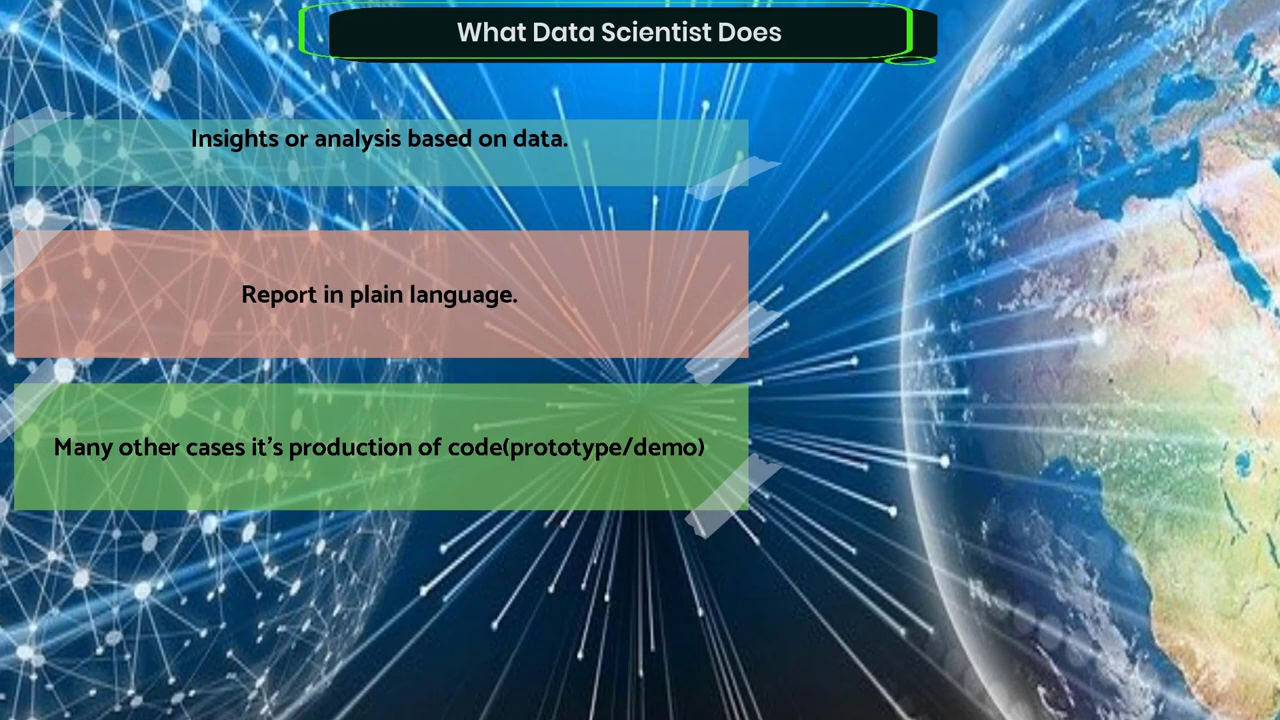 What Data Scientist Does
Insights or analysis based on data.
Report in plain language.
Many other cases it’s production of code(prototype/demo)